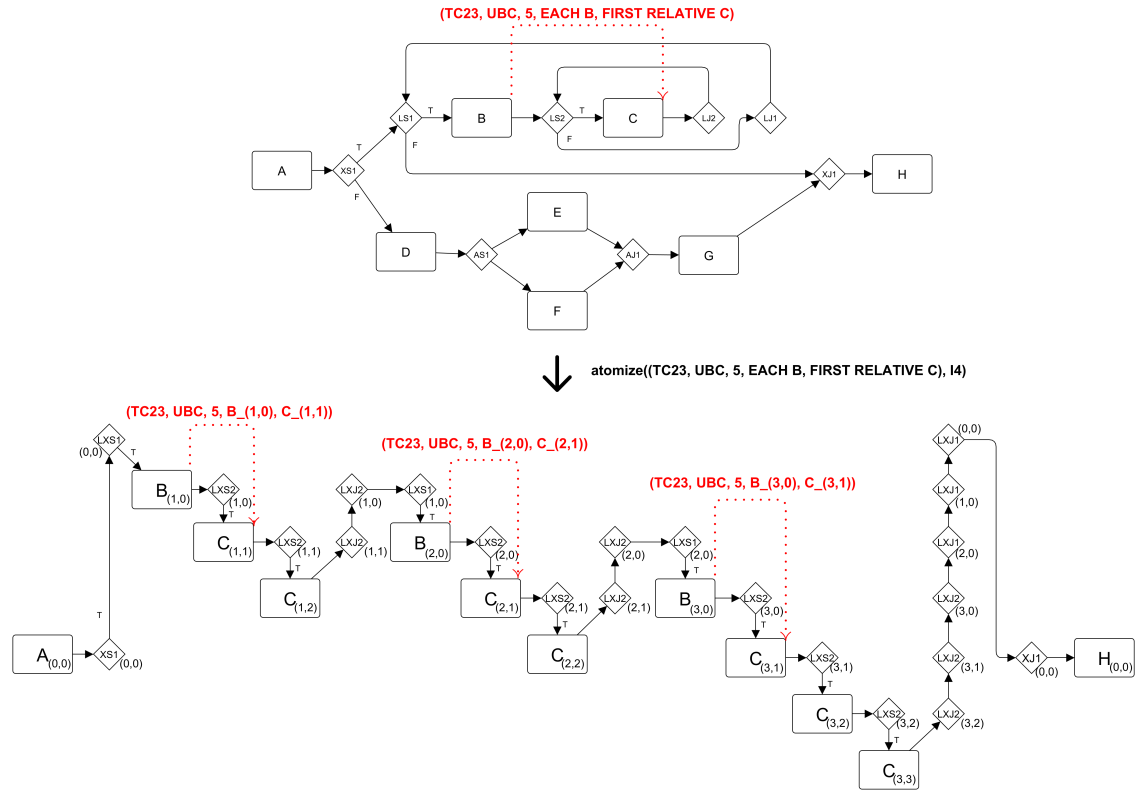 (TC23, UBC, 5, EACH B, FIRST RELATIVE C)
LS1
T
B
LS2
T
C
LJ2
LJ1
F
F
A
XS1
T
F
XJ1
H
D
AS1
E
F
AJ1
G
atomize((TC23, UBC, 5, EACH B, FIRST RELATIVE C), I4)
(TC23, UBC, 5, B_(1,0), C_(1,1))
(TC23, UBC, 5, B_(2,0), C_(2,1))
(TC23, UBC, 5, B_(3,0), C_(3,1))
A(0,0)
XS1
(0,0)
T
LXS1
(0,0)
T
B(1,0)
LXS2
(1,0)
T
C(1,1)
LXS2
(1,1)
T
C(1,2)
LXJ2
(1,1)
LXJ2
(1,0)
LXS1
(1,0)
T
B(2,0)
LXS2
(2,0)
T
C(2,1)
LXS2
(2,1)
T
C(2,2)
LXJ2
(2,1)
LXJ2
(2,0)
LXS1
(2,0)
T
B(3,0)
LXS2
(3,0)
T
C(3,1)
LXS2
(3,1)
T
C(3,2)
LXS2
(3,2)
T
C(3,3)
LXJ2
(3,2)
LXJ2
(3,1)
LXJ2
(3,0)
LXJ1
(2,0)
LXJ1
(1,0)
LXJ1
(0,0)
XJ1
(0,0)
H(0,0)